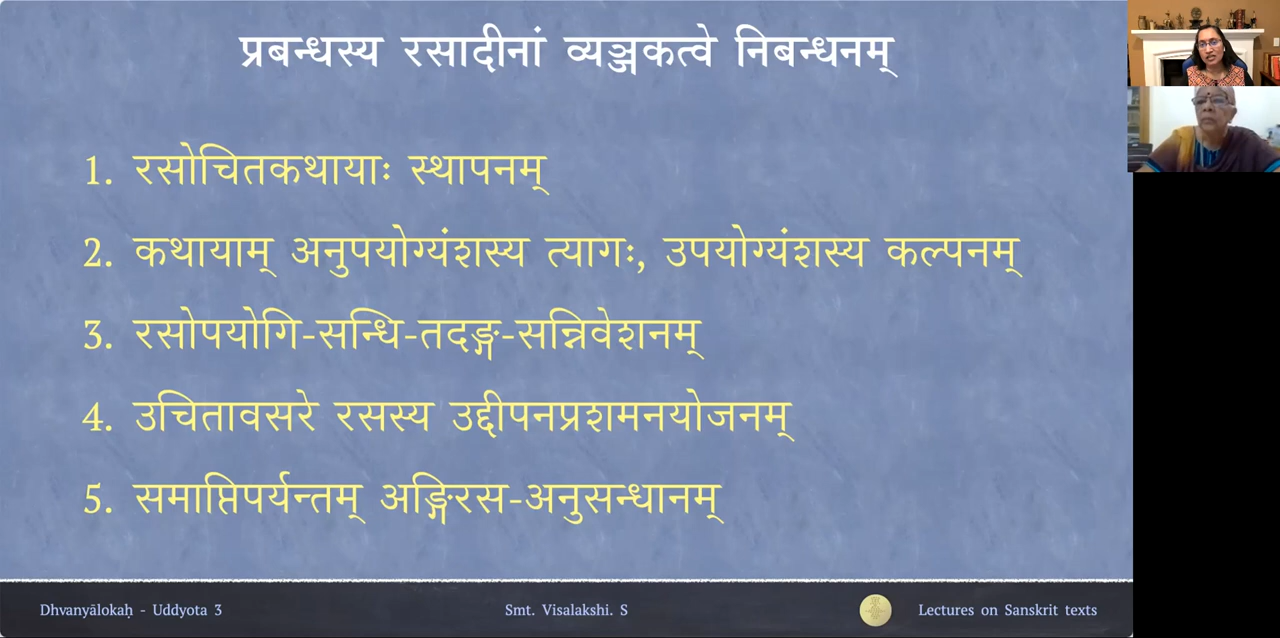 प्रबन्धस्य रसादीनां व्यञ्जकत्वे निबन्धनम्
1. रसोचितकथायाः स्थापनम्
2. कथायाम् अनुपयोग्यंशस्य त्यागः, उपयोग्यंशस्य कल्पनम्
3. रसोपयोगि-सन्धि-तदङ्ग-सन्निवेशनम्
4. उचितावसरे रसस्य उद्दीपनप्रशमनयोजनम्
5. समाप्तिपर्यन्तम् अङ्गिरस-अनुसन्धानम्
Dhvanyālokaḥ - Uddyota 3 Smt. Visalakshi. S Lectures on Sanskrit texts